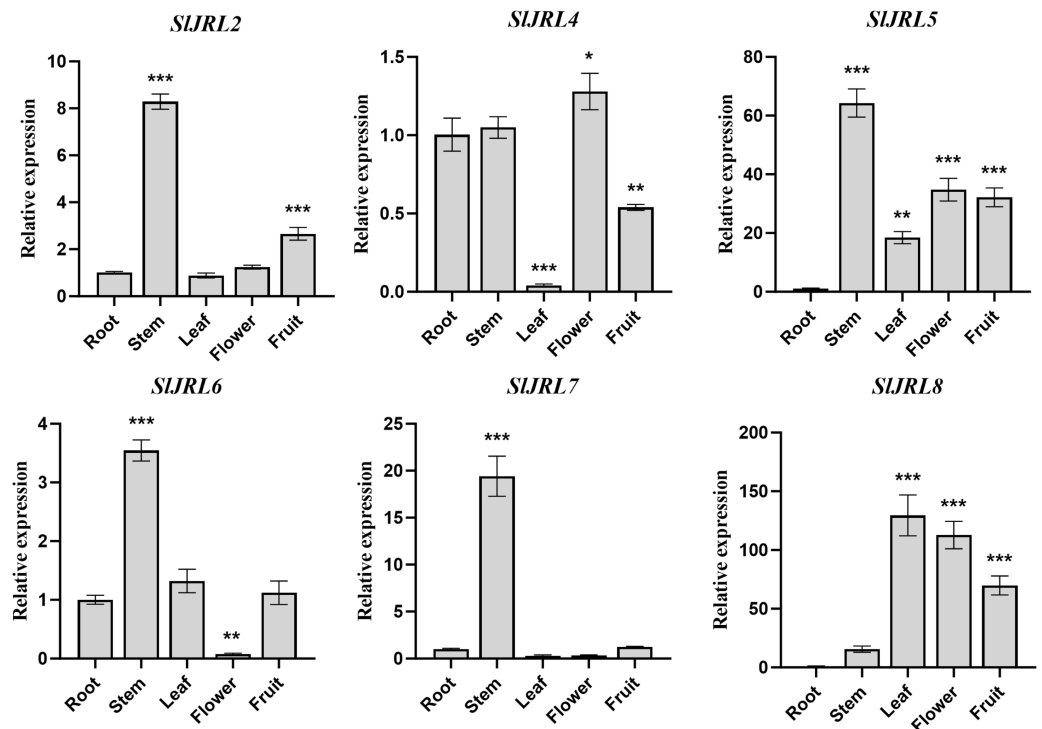 SlJRL2
Relative expression
10
8
6
4
2
0
***
***
Root
Stem
Leaf
Flower
Fruit
SlJRL4
Relative expression
1.5
1.0
0.5
0.0
***
*
**
Root
Stem
Leaf
Flower
Fruit
SlJRL5
Relative expression
80
60
40
20
0
***
**
***
***
Root
Stem
Leaf
Flower
Fruit
SlJRL6
Relative expression
4
3
2
1
0
***
**
Root
Stem
Leaf
Flower
Fruit
SlJRL7
Relative expression
25
20
15
10
5
0
***
Root
Stem
Leaf
Flower
Fruit
SlJRL8
Relative expression
200
150
100
50
0
***
***
***
Root
Stem
Leaf
Flower
Fruit